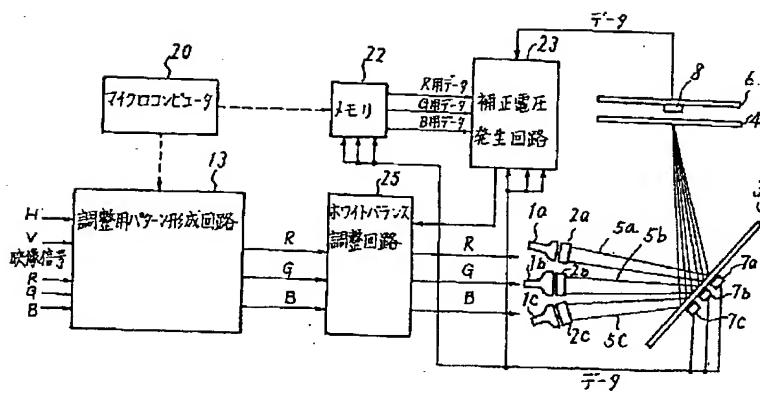 データ
20
22
23
マイクロコンピュータ
メモリ
R用データ
G用データ
B用データ
補正電圧
発生回路
8
6
4
3
13
調整用パターン形成回路
H
V
映像信号
R
G
B
R
G
B
25
ホワイトバランス
調整回路
R
G
B
1a
2a
5a
5b
1b
2b
1c
2c
5c
7a
7b
7c
データ